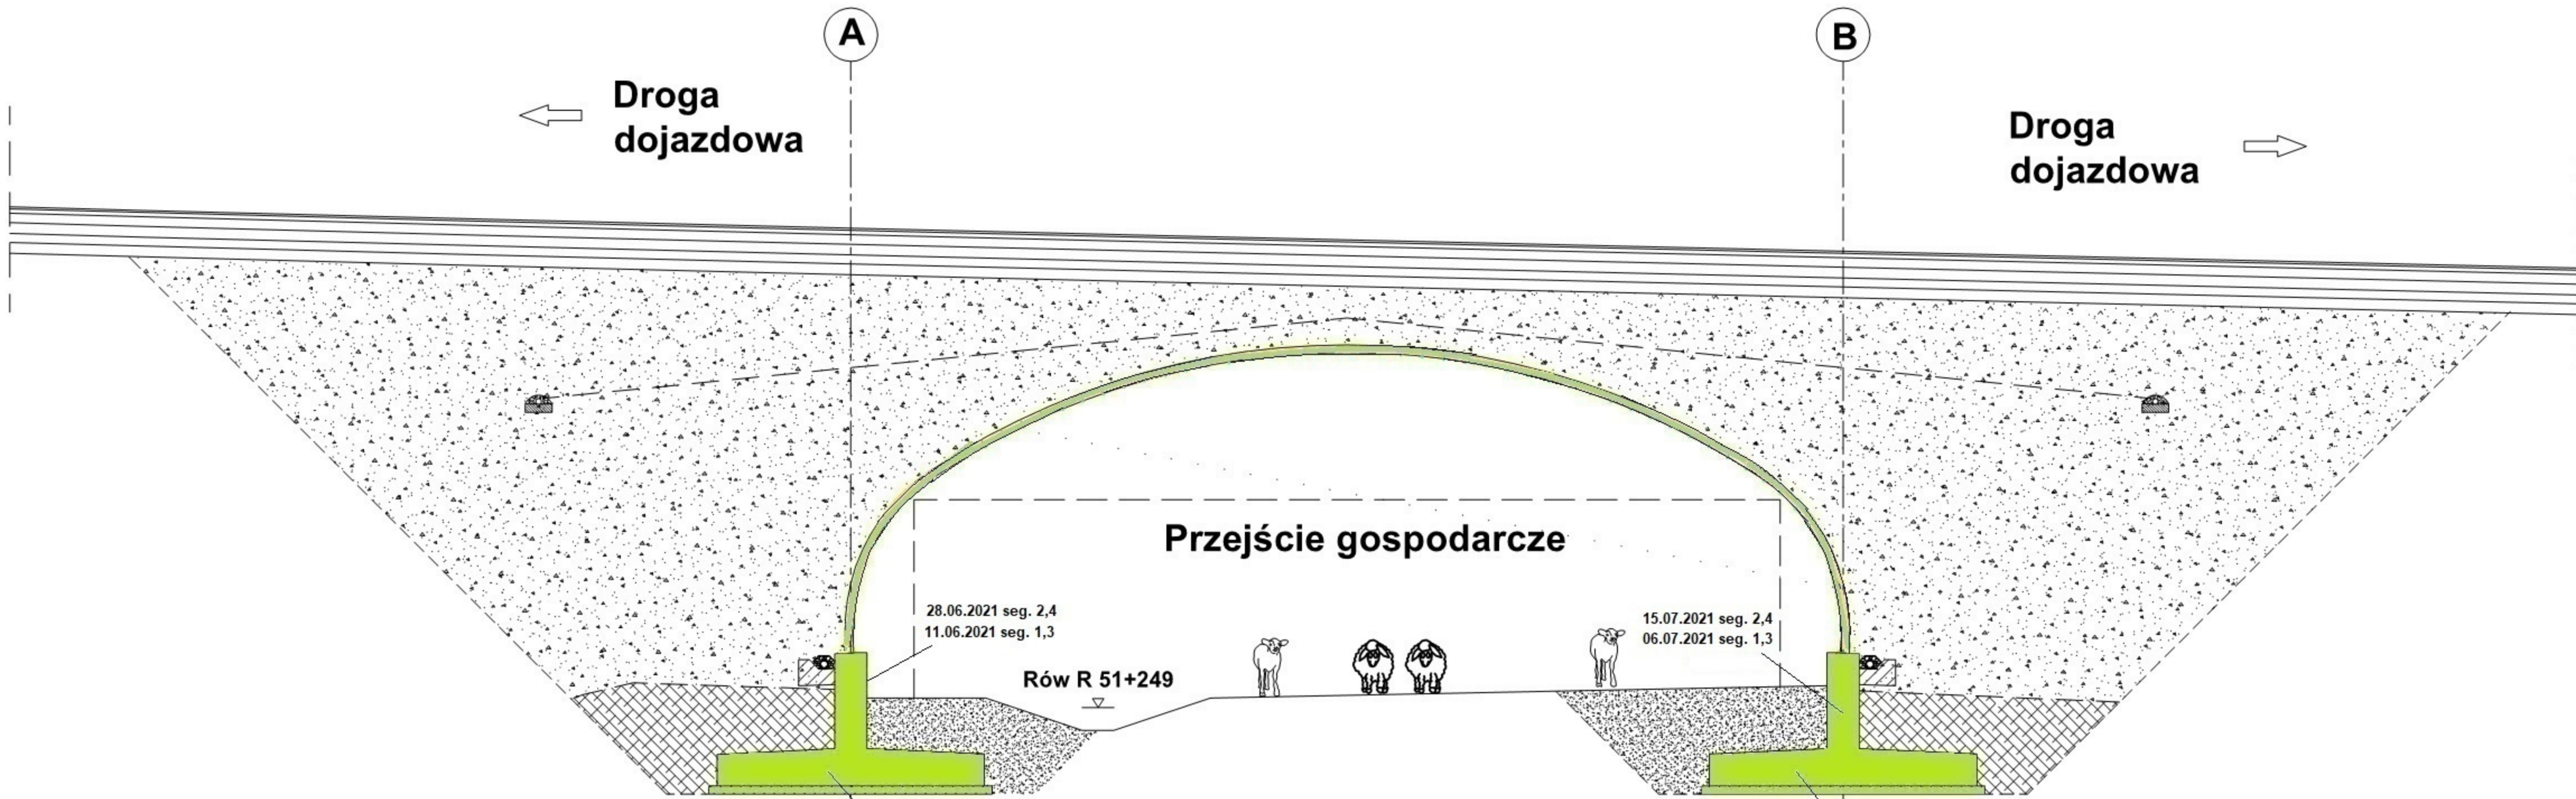 A
B
Droga
dojazdowa
Droga
dojazdowa
Przejście gospodarcze
28.06.2021 seg. 2,4
11.06.2021 seg. 1,3
15.07.2021 seg. 2,4
06.07.2021 seg. 1,3
Rów R 51+249